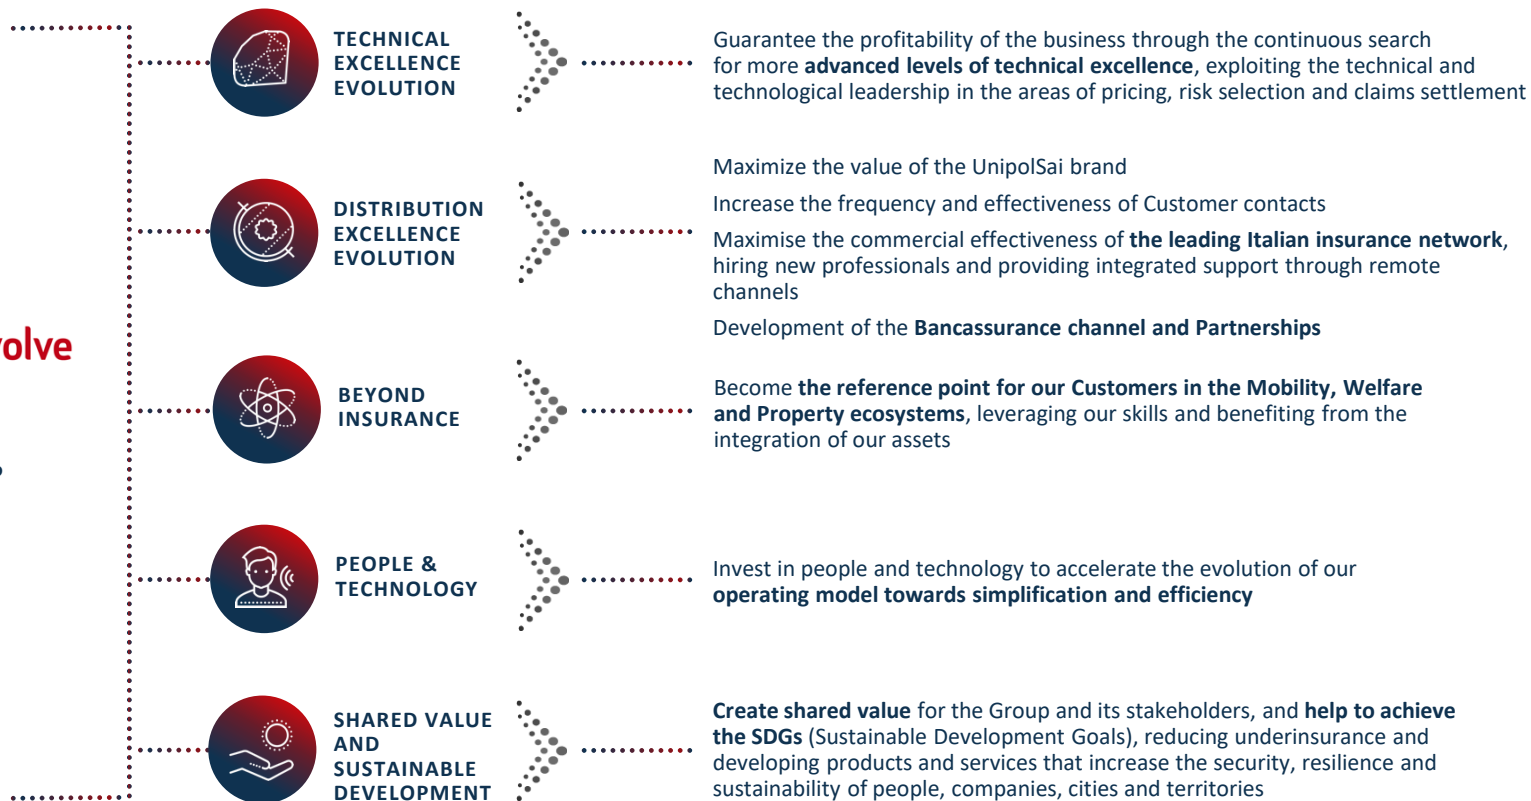 TECHNICAL
EXCELLENCE
EVOLUTION
Guarantee the profitability of the business through the continuous search
for more advanced levels of technical excellence, exploiting the technical and
technological leadership in the areas of pricing, risk selection and claims settlement
DISTRIBUTION
EXCELLENCE
EVOLUTION
Maximize the value of the UnipolSai brand
Increase the frequency and effectiveness of Customer contacts
Maximise the commercial effectiveness of the leading Italian insurance network,
hiring new professionals and providing integrated support through remote
channels
Development of the Bancassurance channel and Partnerships
BEYOND
INSURANCE
Become the reference point for our Customers in the Mobility, Welfare
and Property ecosystems, leveraging our skills and benefiting from the
integration of our assets
PEOPLE &
TECHNOLOGY
Invest in people and technology to accelerate the evolution of our
operating model towards simplification and efficiency
SHARED VALUE
AND
SUSTAINABLE
DEVELOPMENT
Create shared value for the Group and its stakeholders, and help to achieve
the SDGs (Sustainable Development Goals), reducing underinsurance and
developing products and services that increase the security, resilience and
sustainability of people, companies, cities and territories